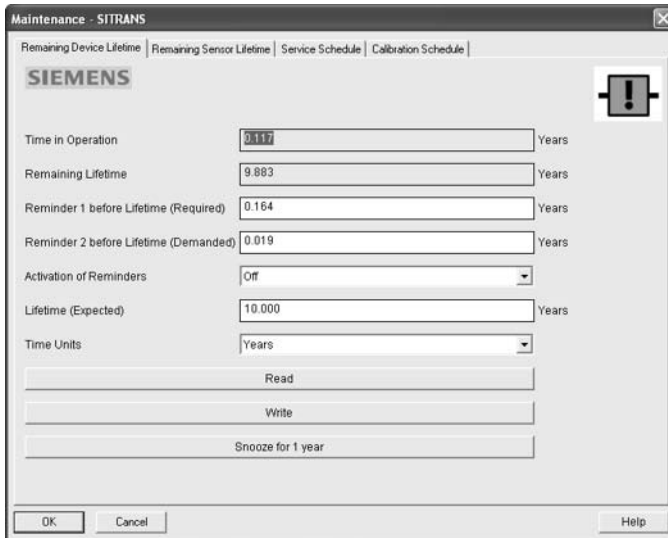 Maintenance - SITRANS
Remaining Device Lifetime | Remaining Sensor Lifetime | Service Schedule | Calibration Schedule |
SIEMENS
!
Time in Operation 0.117 Years
Remaining Lifetime 9.883 Years
Reminder 1 before Lifetime (Required) 0.164 Years
Reminder 2 before Lifetime (Demanded) 0.019 Years
Activation of Reminders Off
Lifetime (Expected) 10.000 Years
Time Units Years
Read
Write
Snooze for 1 year
OK Cancel Help